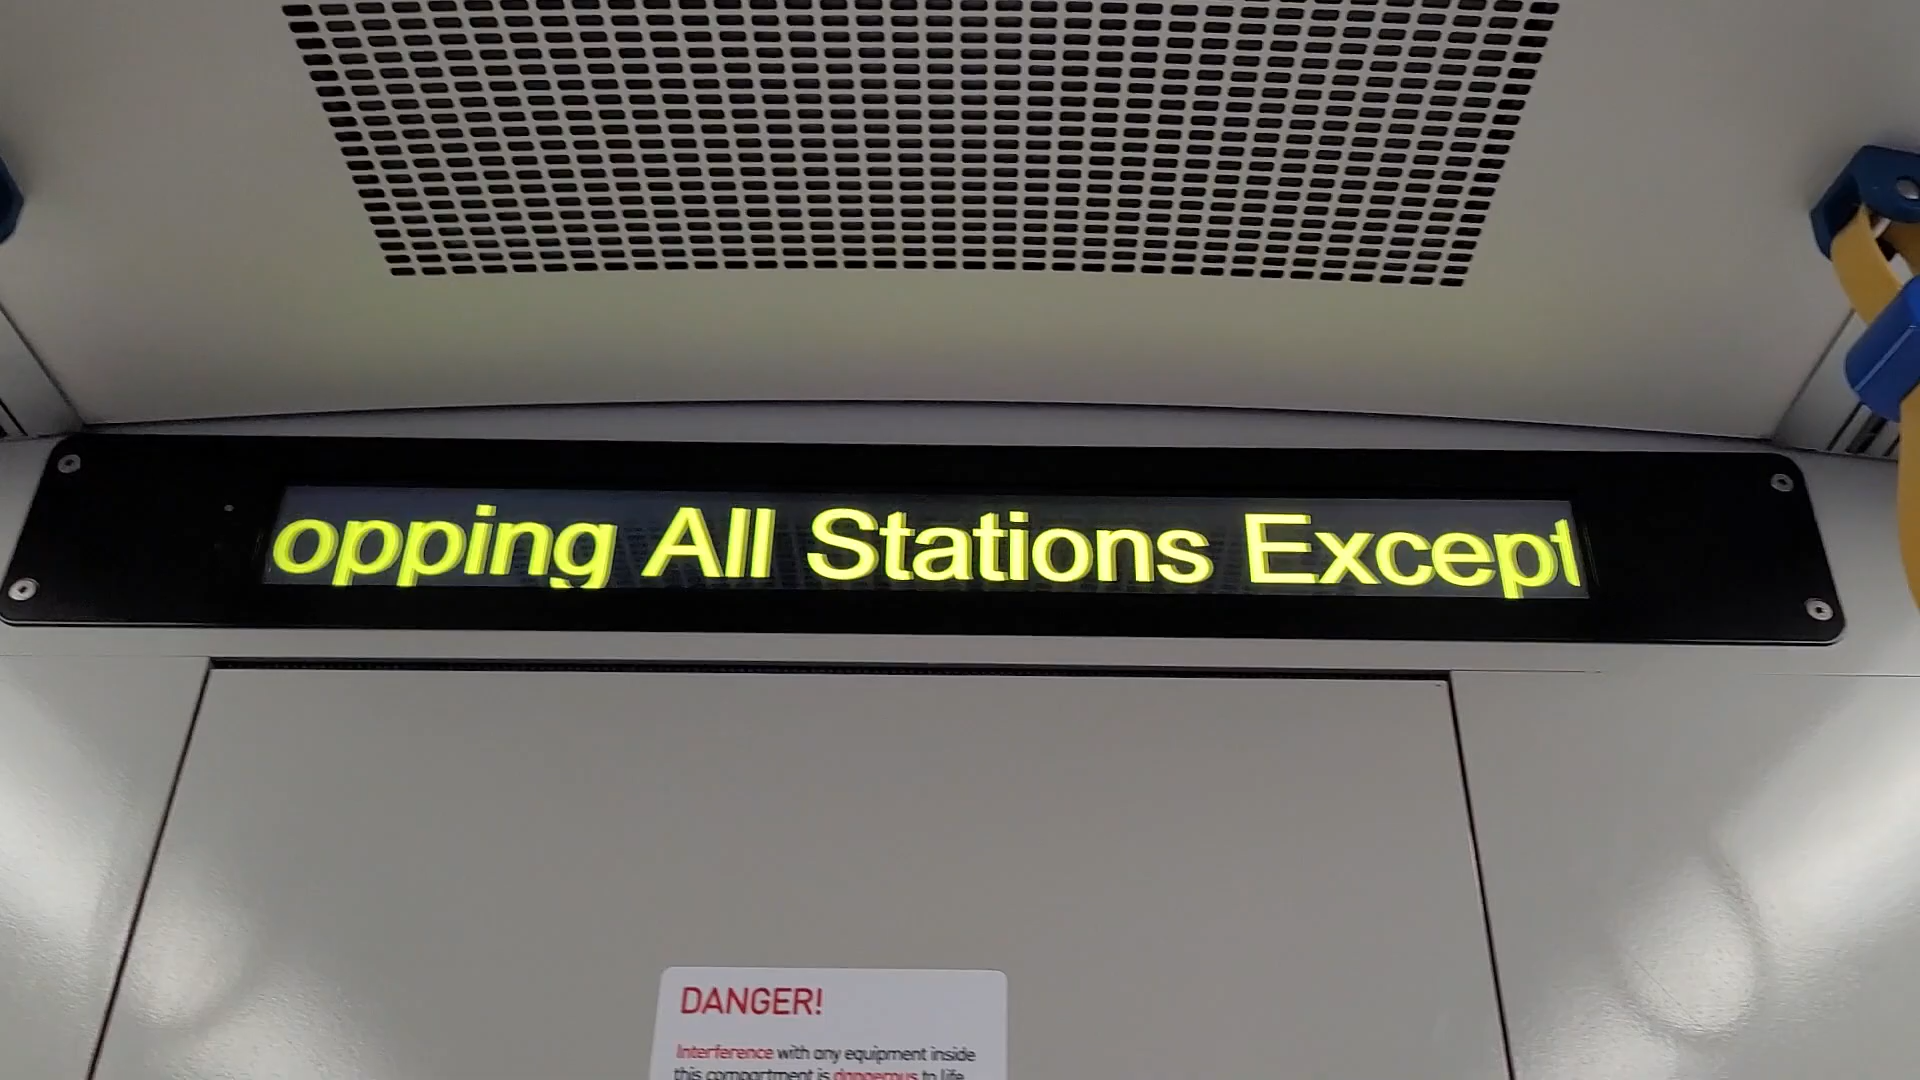 opping All Stations Except
DANGER!
Interference with any equipment inside
this compartment is dangerous to life